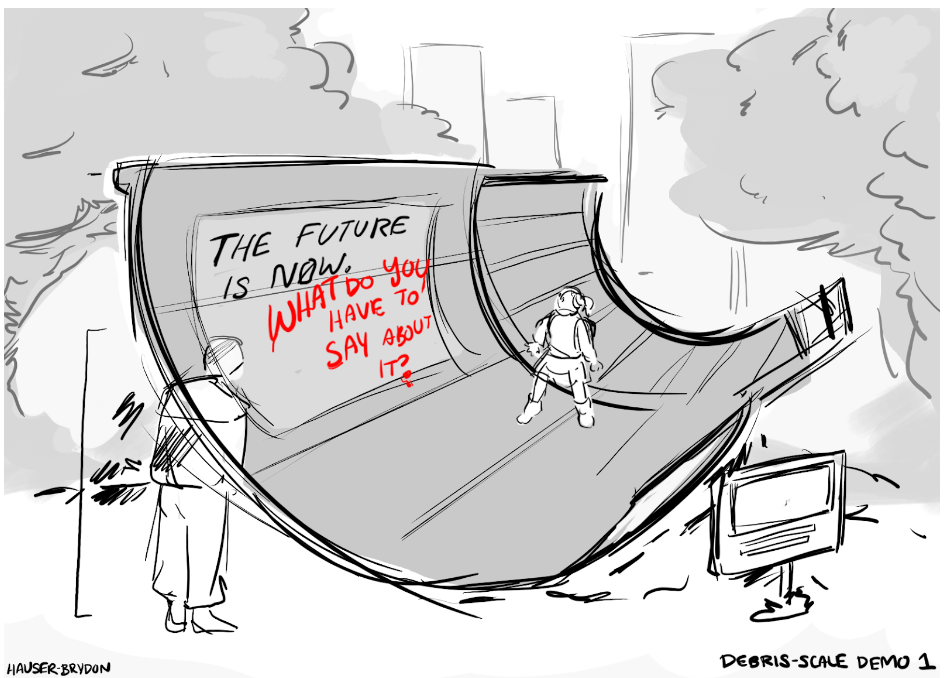 THE FUTURE
IS NOW.
WHAT DO YOU
HAVE TO
SAY ABOUT
IT?
HAUSER-BRYDON
DEBRIS-SCALE DEMO 1